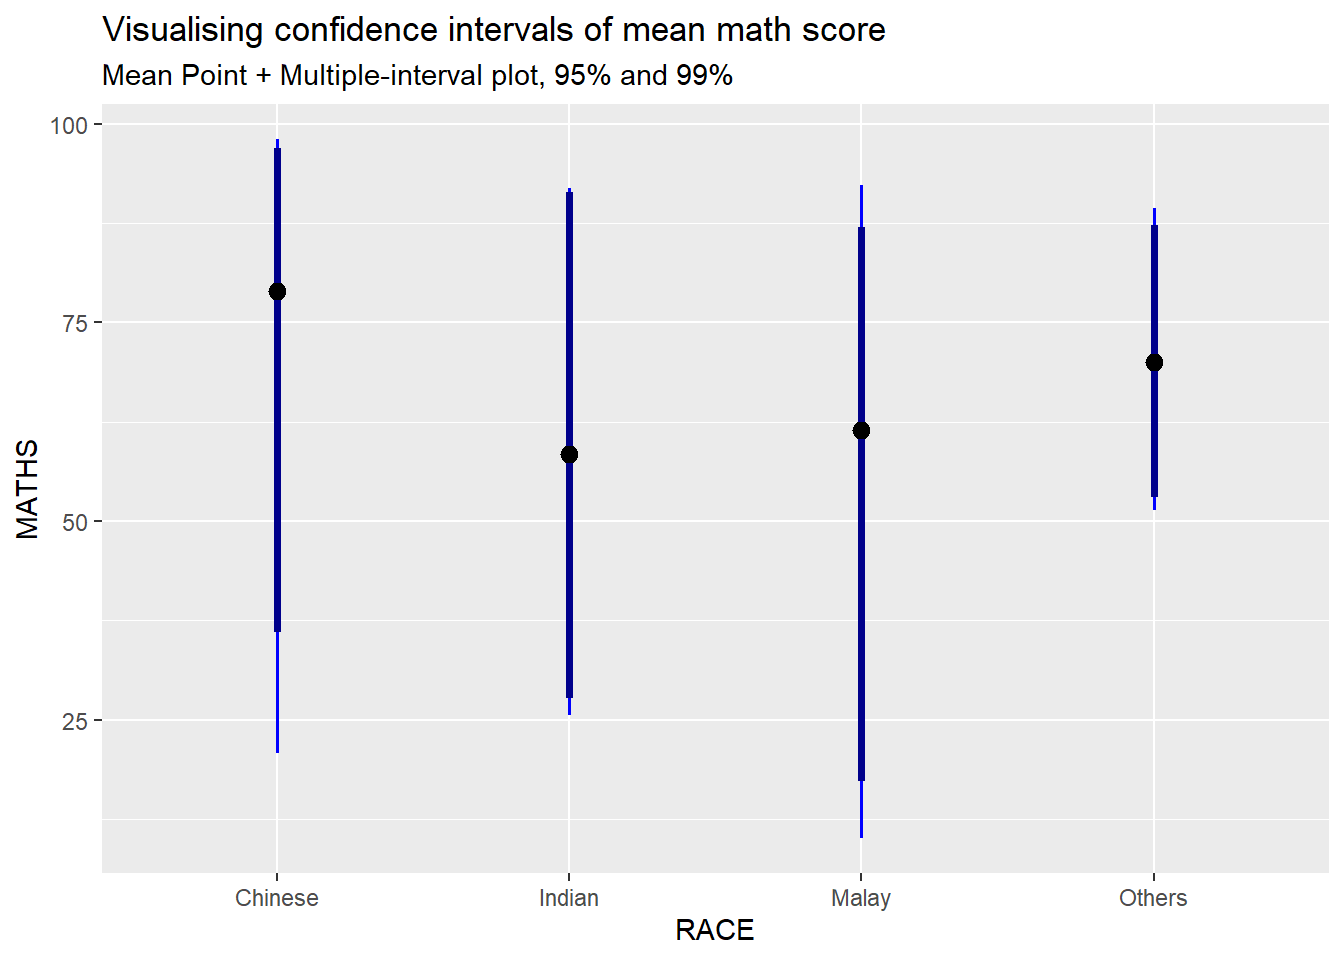 Visualising confidence intervals of mean math score
Mean Point + Multiple-interval plot, 95% and 99%
100
75
50
25
MATHS
Chinese Indian Malay Others
RACE